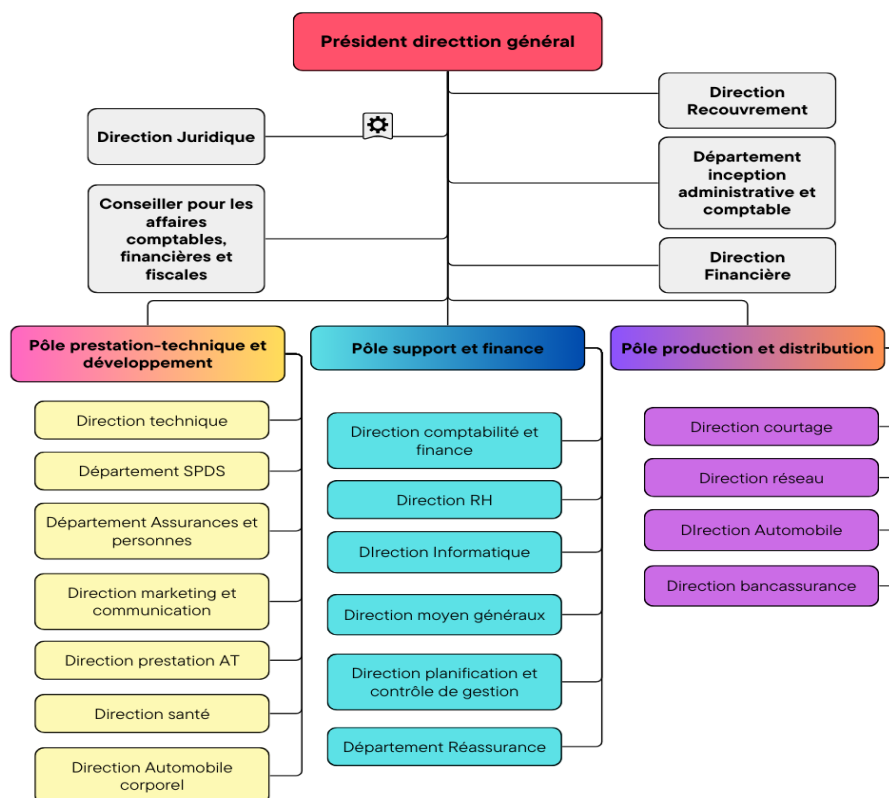 Président directtion général
Direction
Recouvrement
Direction Juridique
Département
inception
administrative et
comptable
Conseiller pour les
affaires
comptables,
financières et
fiscales
Direction
Financière
Pôle prestation-technique et
développement
Direction technique
Département SPDS
Département Assurances et
personnes
Direction marketing et
communication
Direction prestation AT
Direction santé
Direction Automobile
corporel
Pôle support et finance
Direction comptabilité et
finance
Direction RH
DIrection Informatique
Direction moyen généraux
Direction planification et
contrôle de gestion
Département Réassurance
Pôle production et distribution
Direction courtage
Direction réseau
DIrection Automobile
Direction bancassurance